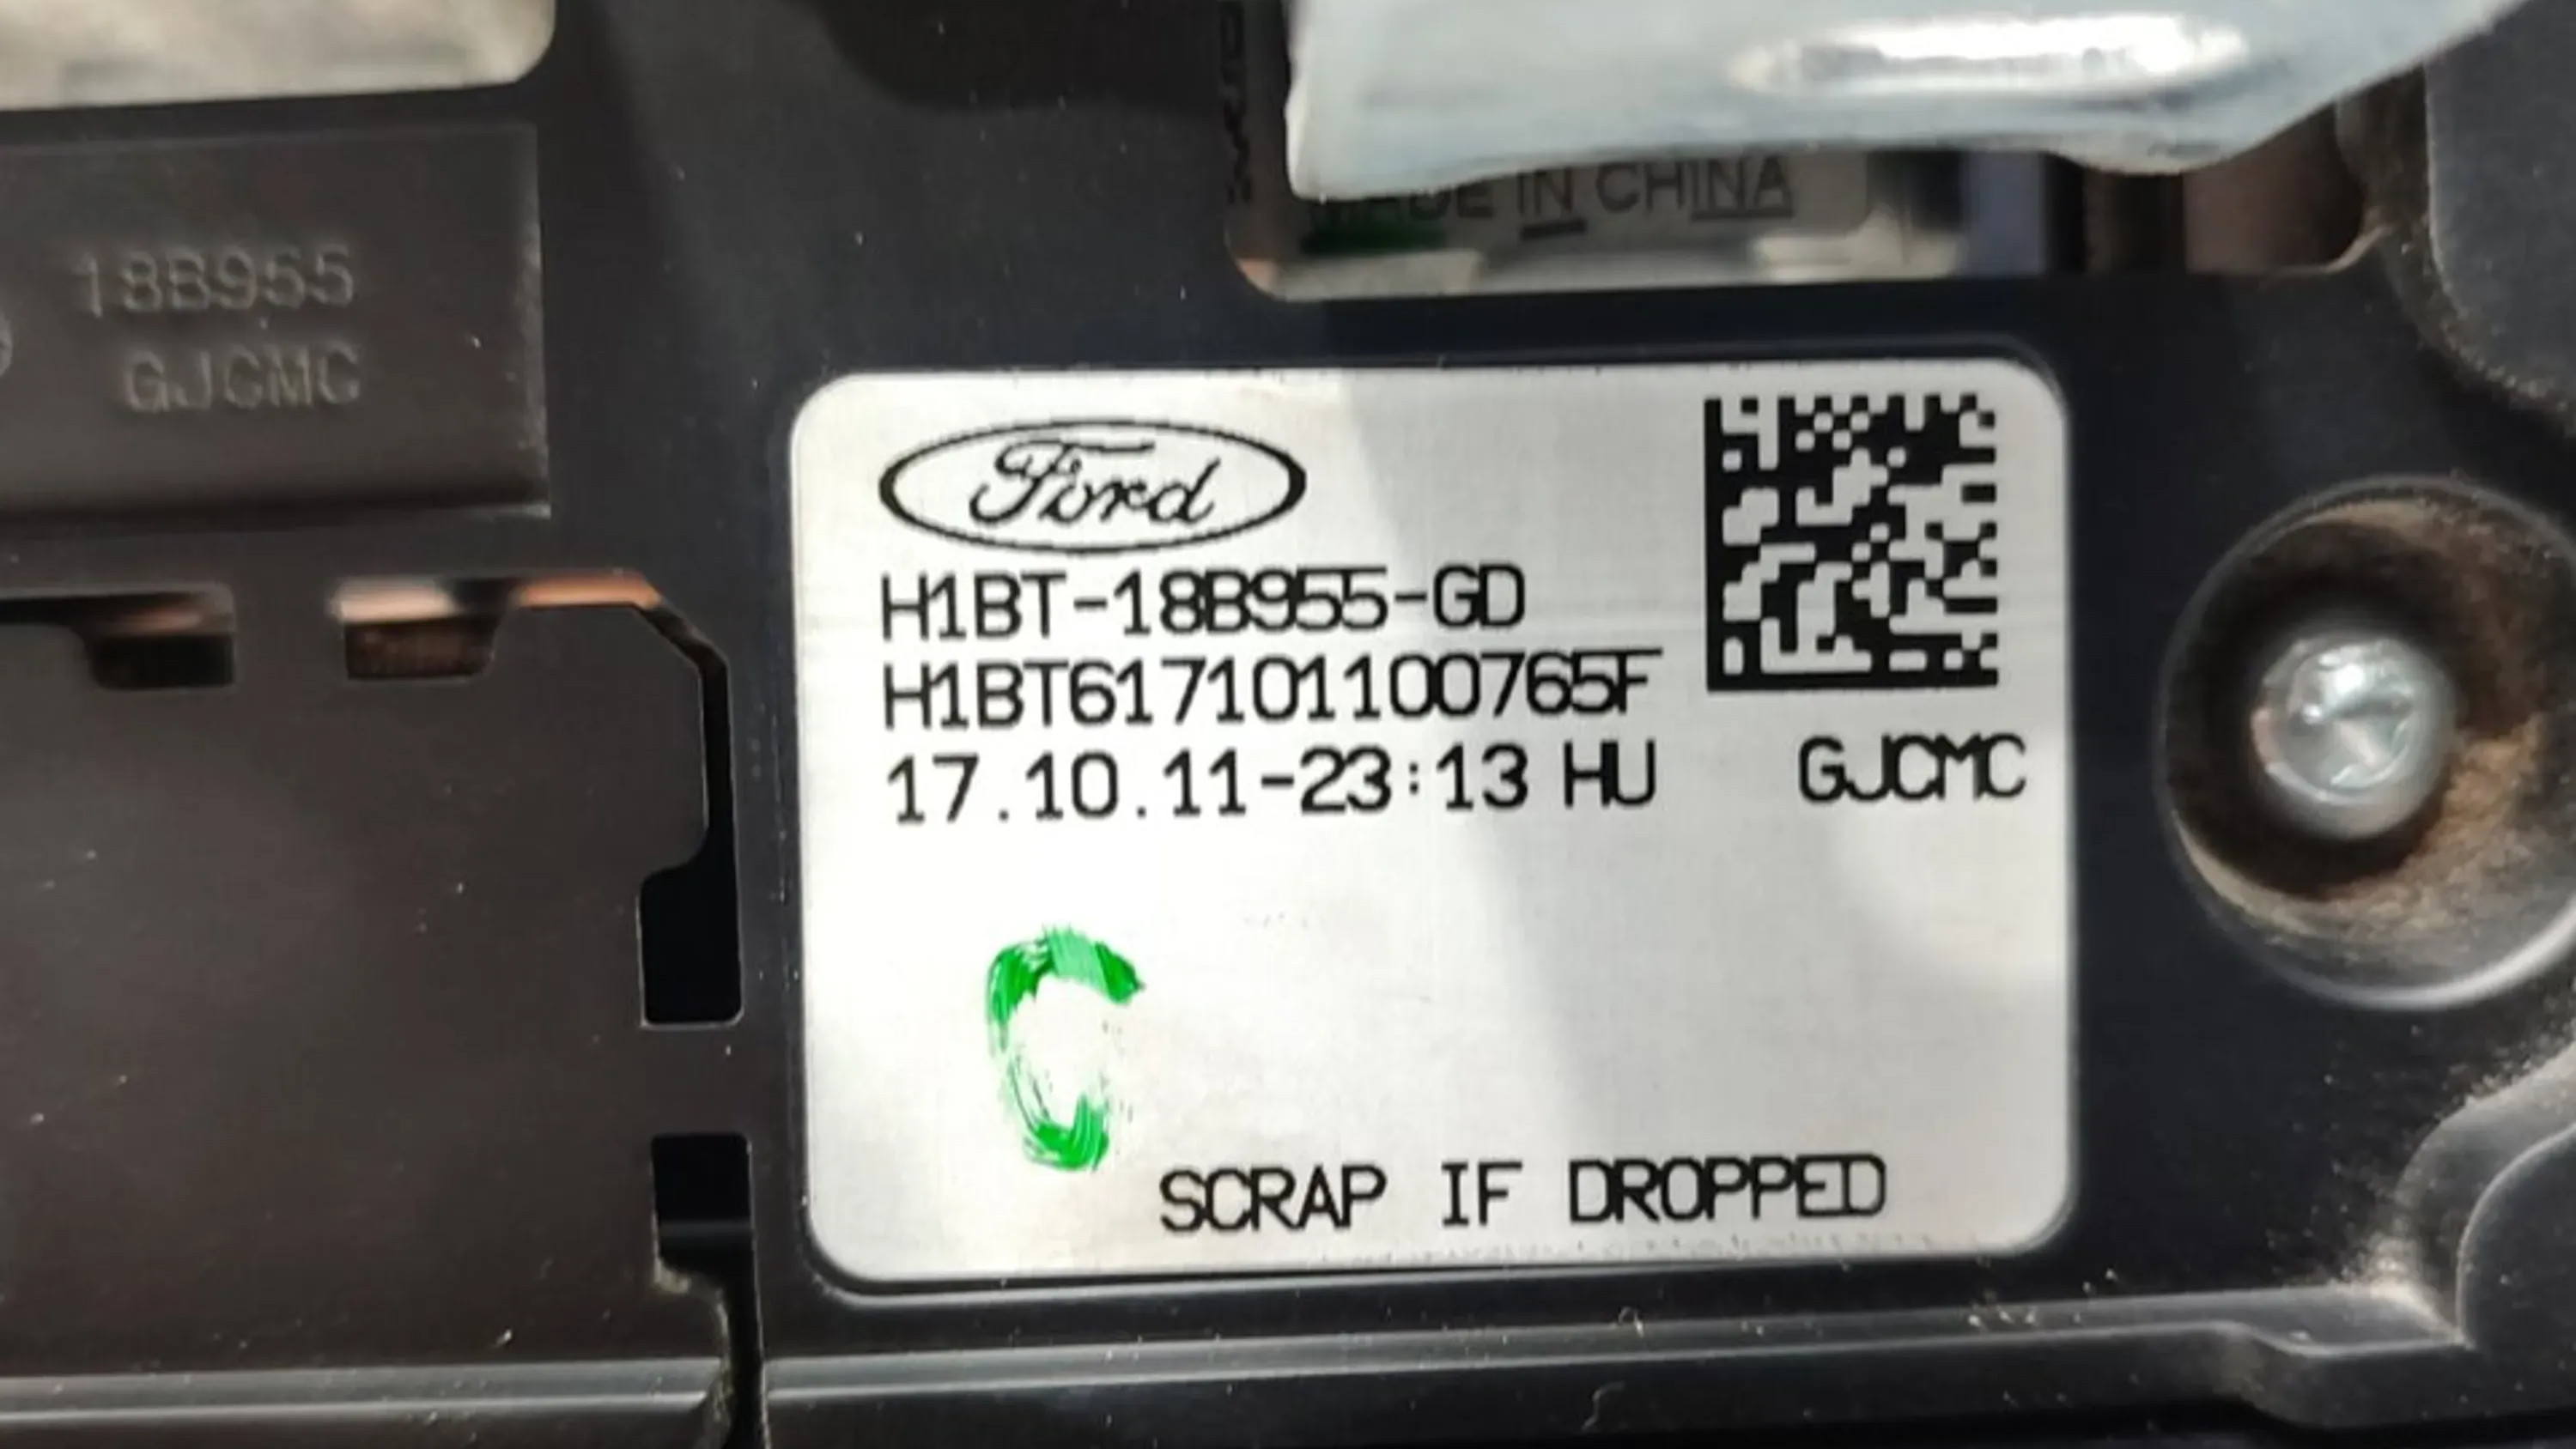 MADE IN CHINA
18B955
GJCMC
Ford
H1BT-18B955-GD
H1BT617101100765F
17.10.11-23:13 HU GJCMC
C
SCRAP IF DROPPED